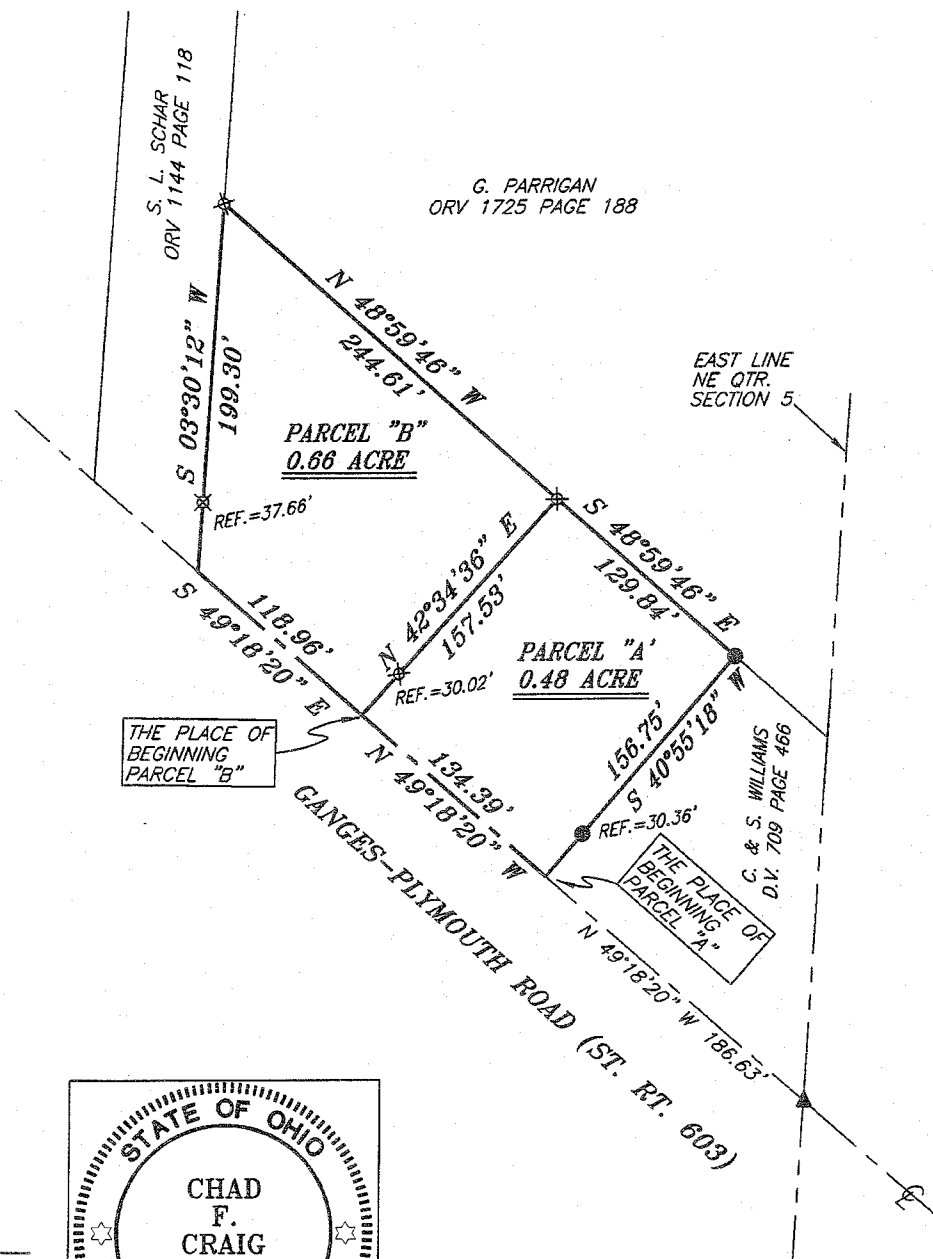 S. L. SCHAR
ORV 1144 PAGE 118
G. PARRIGAN
ORV 1725 PAGE 188
N 48°59'46" W
244.61'
S 03°30'12" W
199.30'
EAST LINE
NE QTR.
SECTION 5
PARCEL "B"
0.66 ACRE
REF.=37.66'
S 48°59'46" E
129.84'
N 42°34'36" E
157.53'
118.96'
S 49°18'20" E
PARCEL "A'
0.48 ACRE
REF.=30.02'
156.75'
S 40°55'18" W
THE PLACE OF
BEGINNING
PARCEL "B"
134.39'
N 49°18'20" W
C. & S. WILLIAMS
D.V. 709 PAGE 466
REF.=30.36'
THE PLACE OF
BEGINNING
PARCEL "A"
GANGES-PLYMOUTH ROAD (ST. RT. 603)
N 49°18'20" W 186.63'
℄
STATE OF OHIO
CHAD
F.
CRAIG